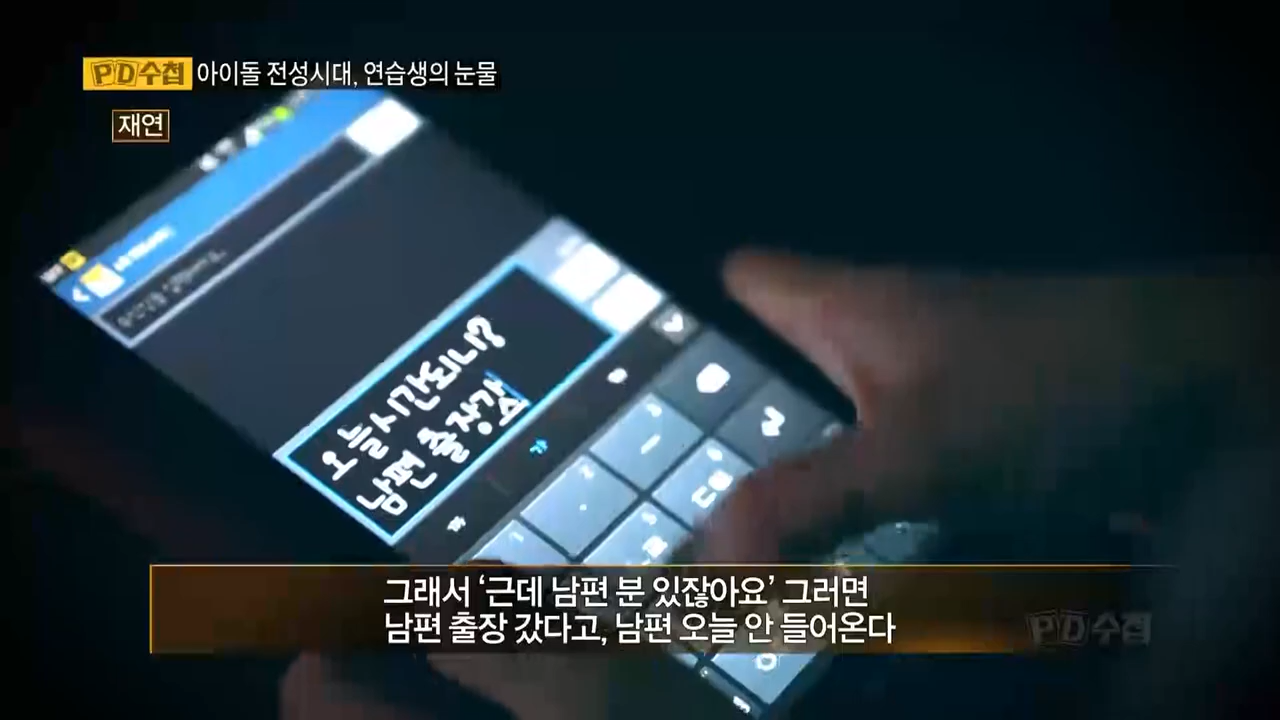 PD수첩 아이돌 전성시대, 연습생의 눈물
재연
오늘시간되니?
남편 출장갔
그래서 ‘근데 남편 분 있잖아요’ 그러면
남편 출장 갔다고, 남편 오늘 안 들어온다
PD수첩